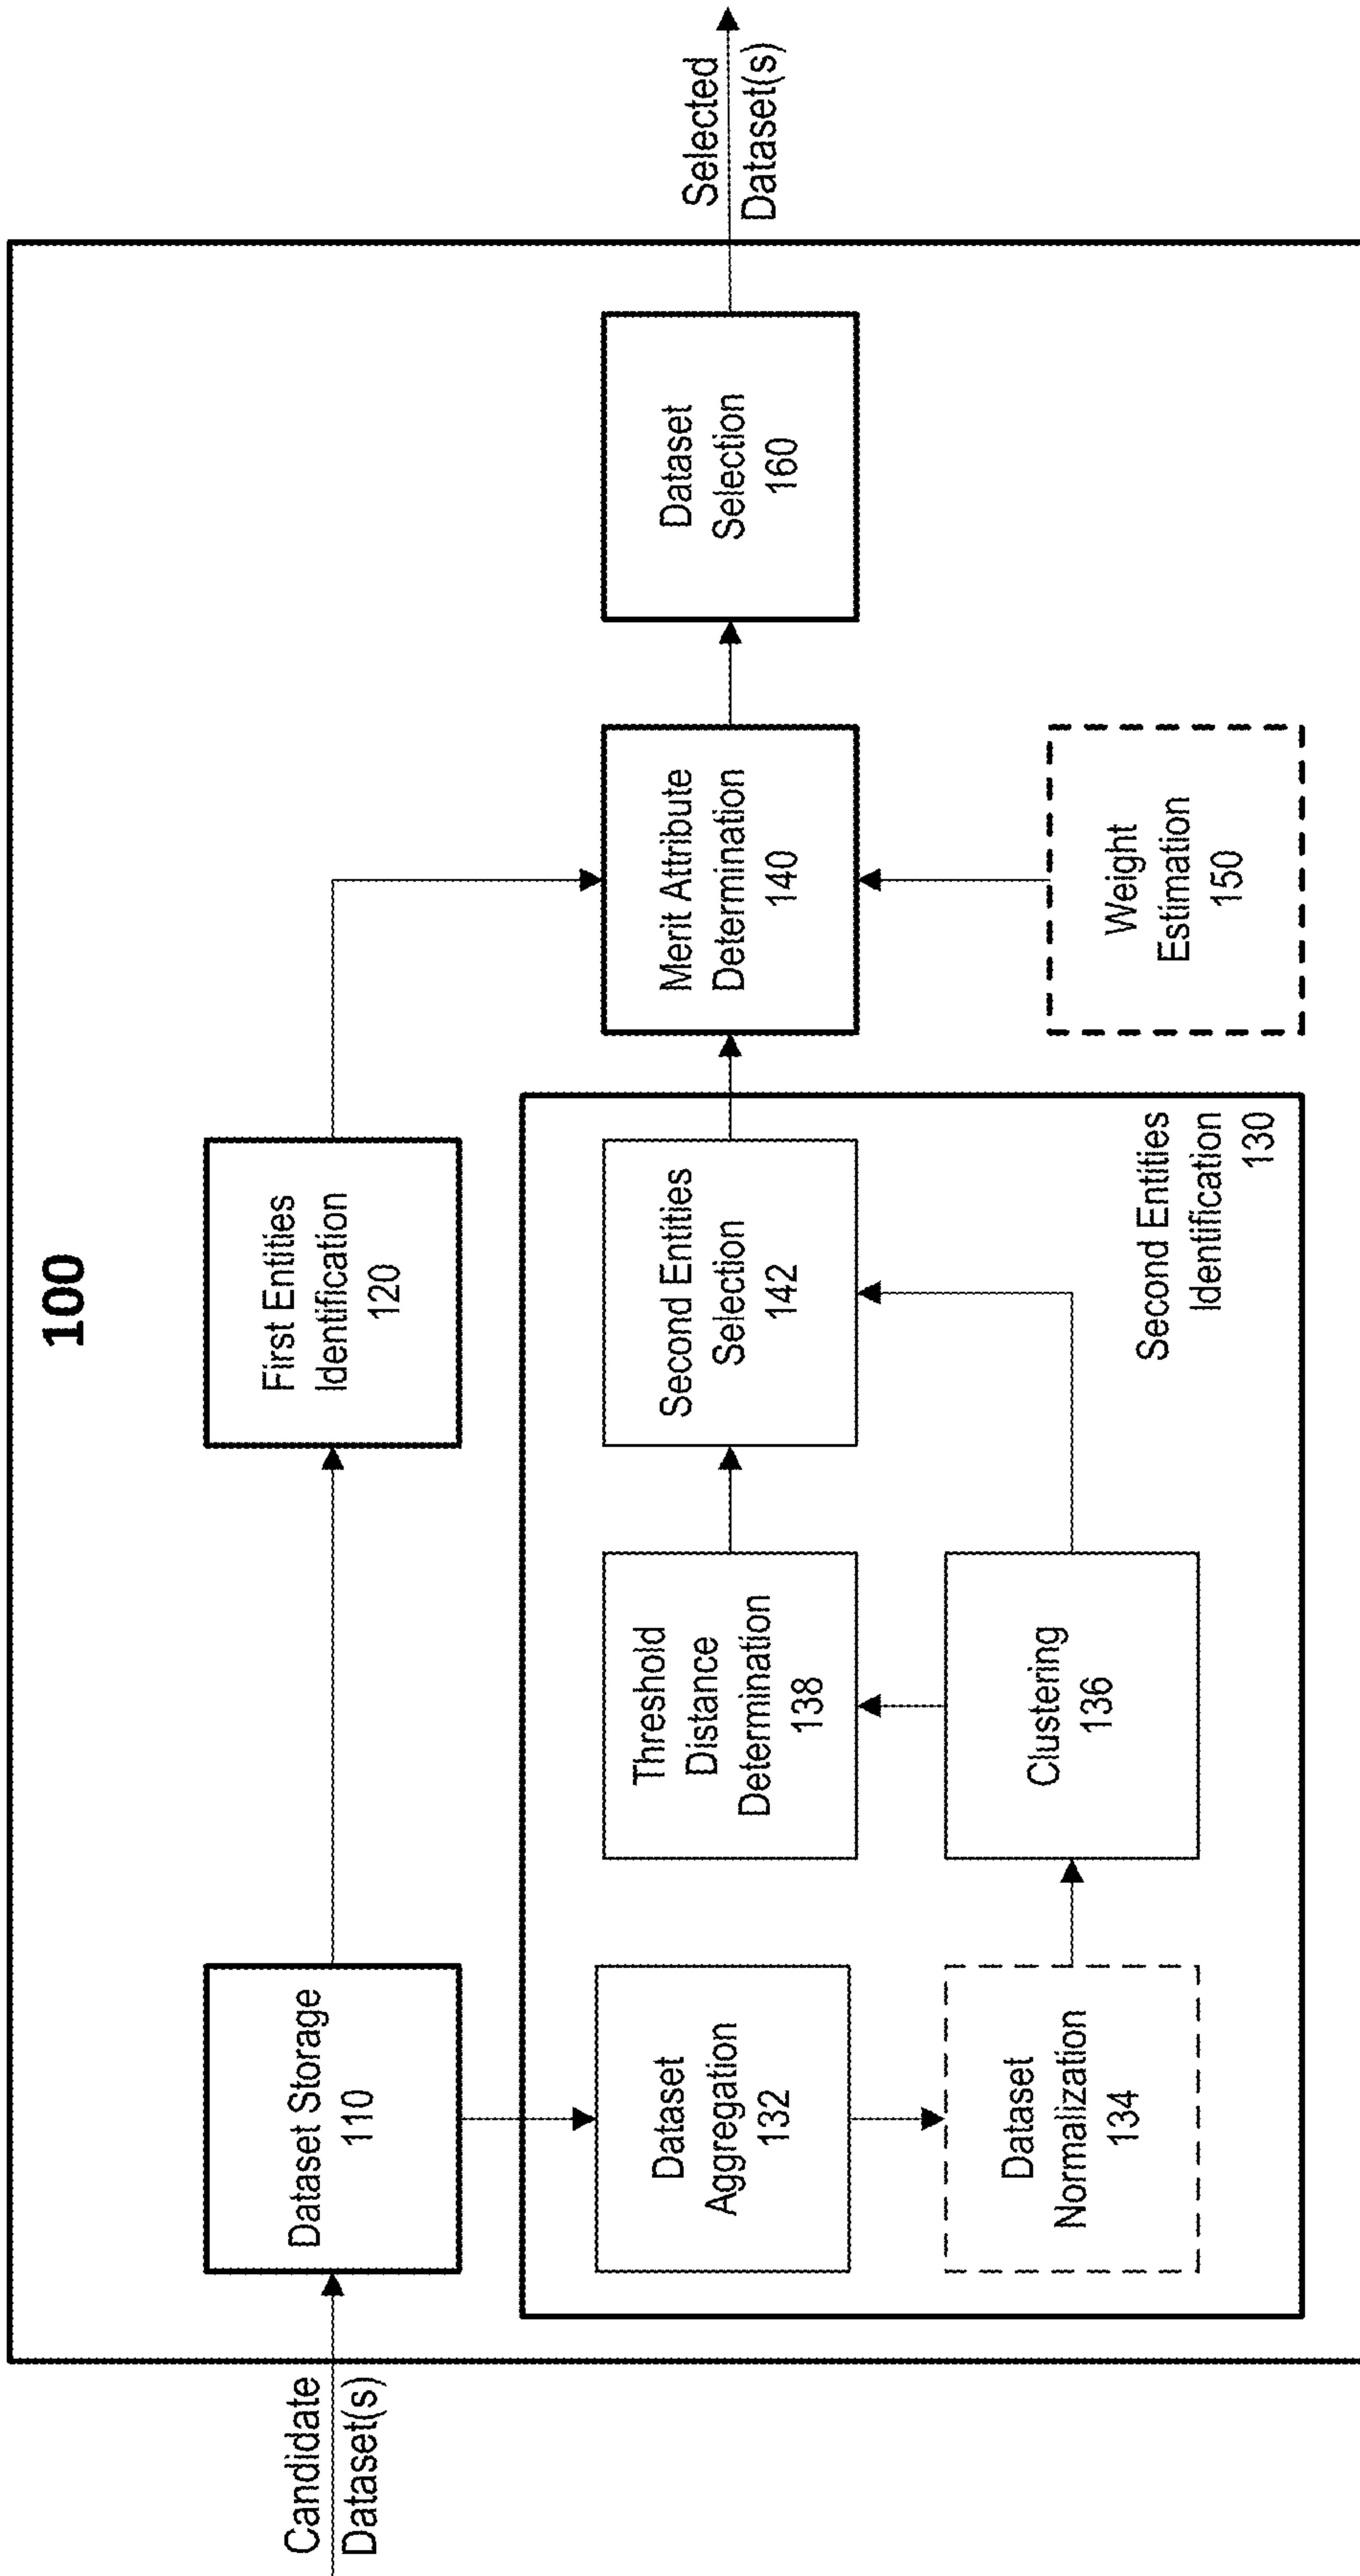 100
Candidate
Dataset(s)
Dataset Storage
110
First Entities
Identification
120
Dataset
Aggregation
132
Dataset
Normalization
134
Threshold
Distance
Determination
138
Clustering
136
Second Entities
Selection
142
Second Entities
Identification
130
Merit Attribute
Determination
140
Weight
Estimation
150
Dataset
Selection
160
Selected
Dataset(s)